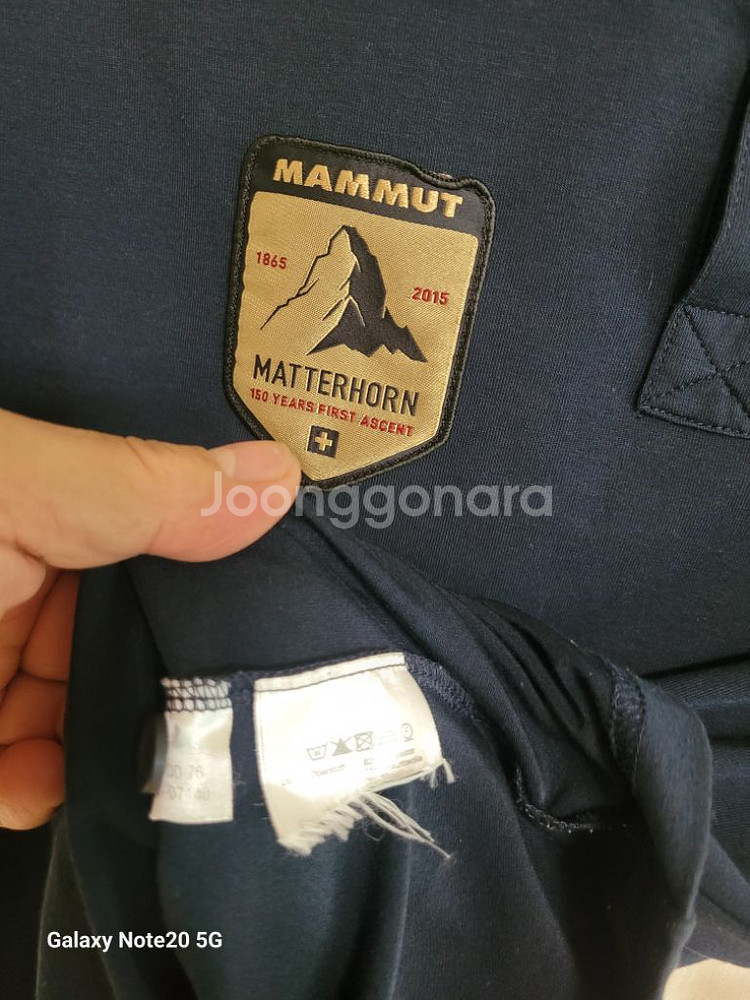 MAMMUT
1865
2015
MATTERHORN
150 YEARS FIRST ASCENT
Joonggonara
Galaxy Note20 5G